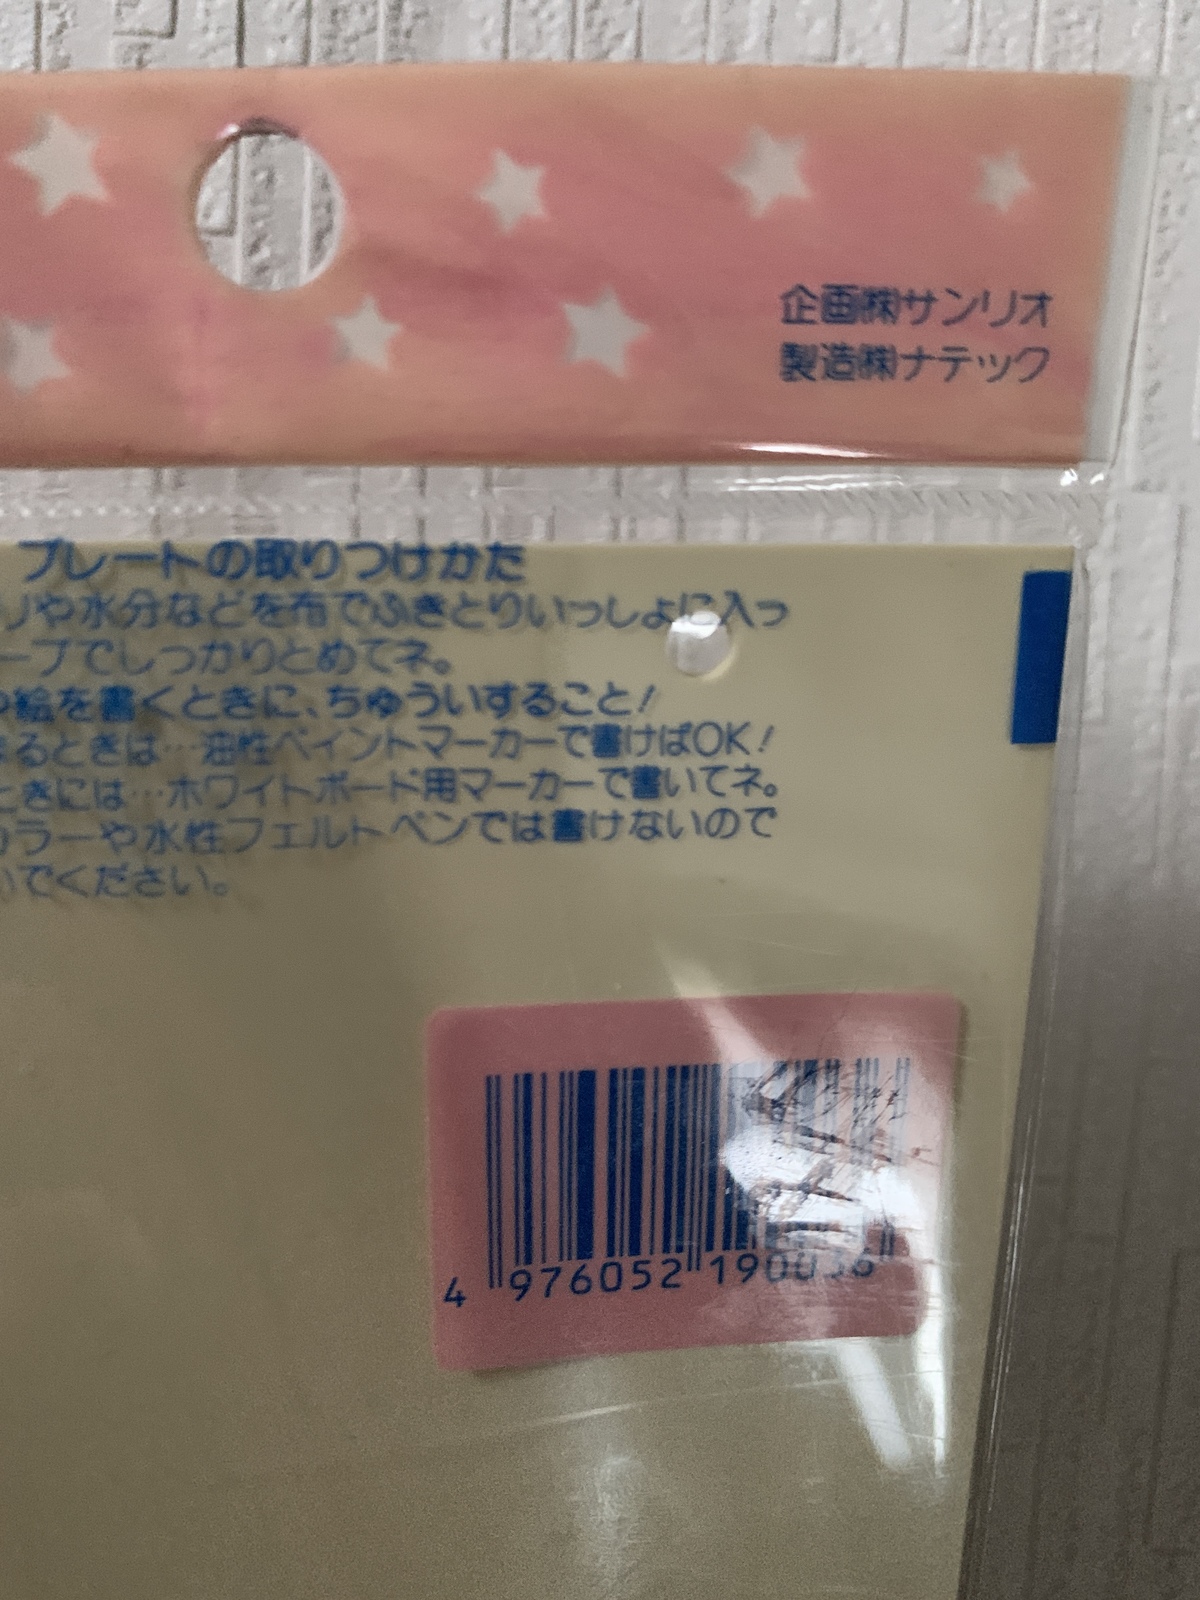 企画㈱サンリオ
製造㈱ナテック
プレートの取りつけかた
や水分などを布でふきとりいっしょに入っ
ープでしっかりとめてネ。
や絵を書くときに、ちゅういすること!
るときは…油性ペイントマーカーで書けばOK!
ときには…ホワイトボード用マーカーで書いてネ。
カラーや水性フェルトペンでは書けないので
いでください。
4 976052 190036